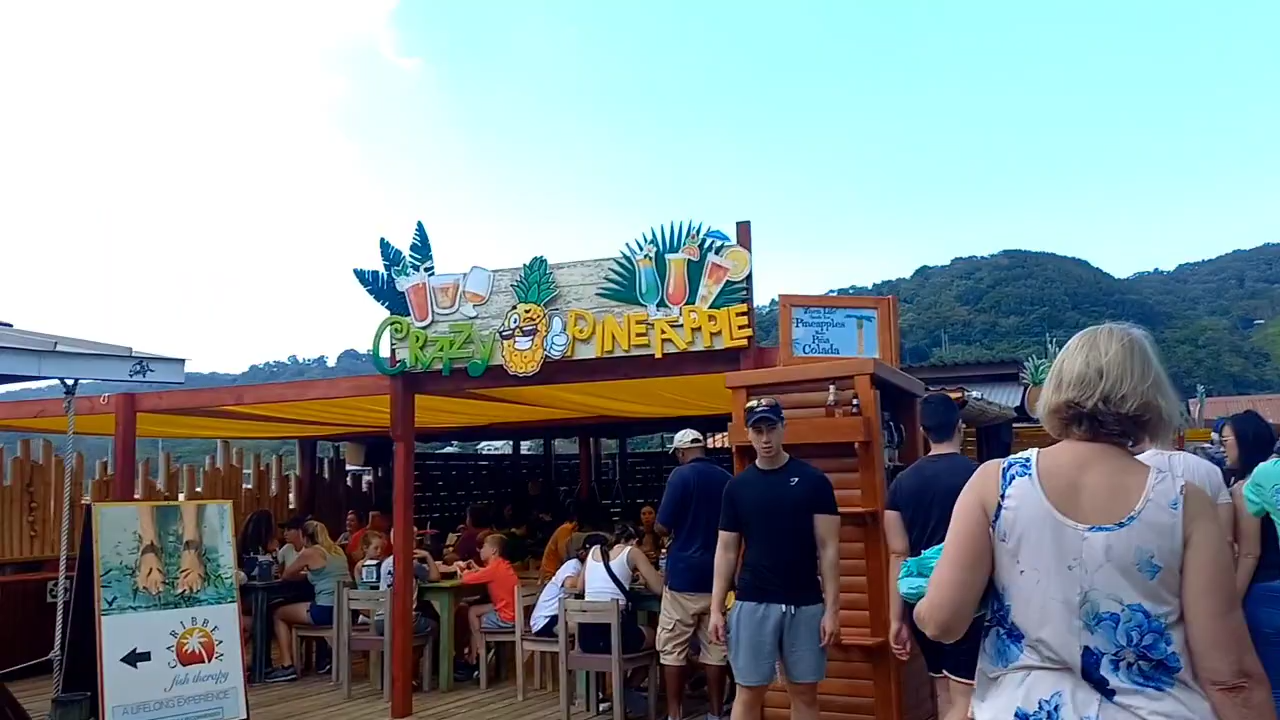 CRAZY PINEAPPLE
Pineapples
Piña
Colada
CARIBBEAN
fish therapy
A LIFELONG EXPERIENCE